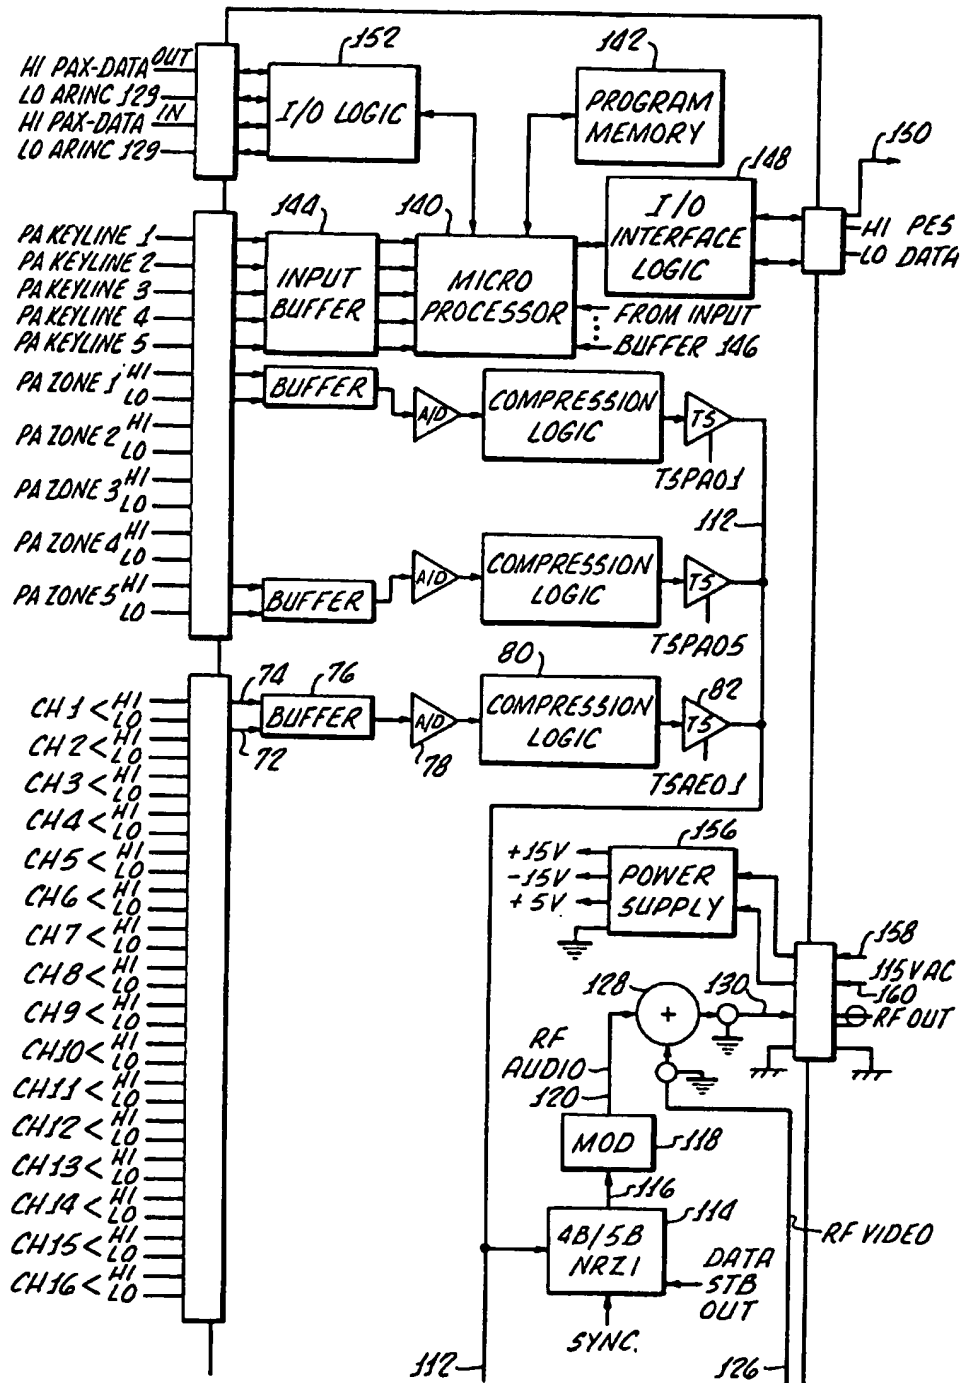 152
142
HI PAX-DATA OUT
LO ARINC 129
HI PAX-DATA IN
LO ARINC 129
I/O LOGIC
PROGRAM
MEMORY
148
150
144
140
I/O
INTERFACE
LOGIC
HI PES
LO DATA
PA KEYLINE 1
PA KEYLINE 2
PA KEYLINE 3
PA KEYLINE 4
PA KEYLINE 5
INPUT
BUFFER
MICRO
PROCESSOR
FROM INPUT
BUFFER 146
PA ZONE 1 HI
LO
PA ZONE 2 HI
LO
PA ZONE 3 HI
LO
PA ZONE 4 HI
LO
PA ZONE 5 HI
LO
BUFFER
A/D
COMPRESSION
LOGIC
TS
TSPA01
112
BUFFER
A/D
COMPRESSION
LOGIC
TS
TSPA05
74
76
80
82
BUFFER
A/D
COMPRESSION
LOGIC
TS
72
78
TSAE01
CH1 < HI
LO
CH2 < HI
LO
CH3 < HI
LO
CH4 < HI
LO
CH5 < HI
LO
CH6 < HI
LO
CH7 < HI
LO
CH8 < HI
LO
CH9 < HI
LO
CH10 < HI
LO
CH11 < HI
LO
CH12 < HI
LO
CH13 < HI
LO
CH14 < HI
LO
CH15 < HI
LO
CH16 < HI
LO
156
+15V
-15V
+5V
POWER
SUPPLY
158
115VAC
160
RF OUT
128
130
+
RF
AUDIO
120
MOD
118
116
114
4B/5B
NRZI
RF VIDEO
DATA
STB
OUT
SYNC.
112
126